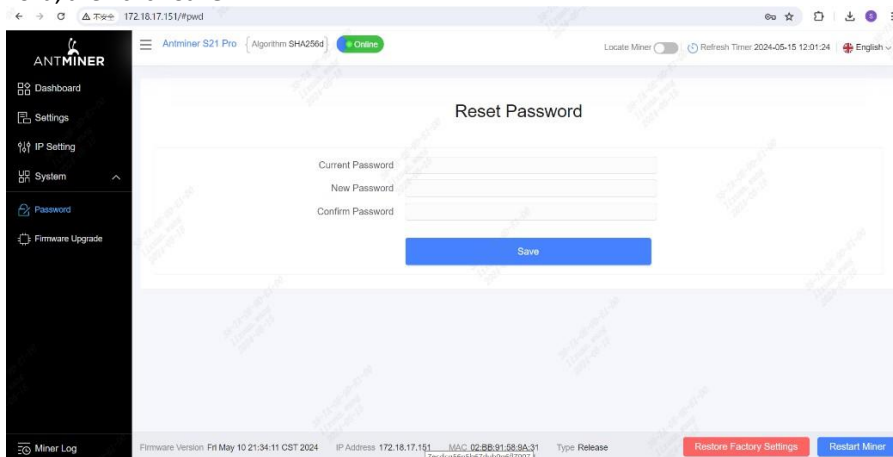 不安全 172.18.17.151/#pwd
ANTMINER
Antminer S21 Pro Algorithm SHA256d Online
Locate Miner Refresh Timer 2024-05-15 12:01:24 English
Dashboard
Settings
IP Setting
System
Password
Firmware Upgrade
Reset Password
Current Password
New Password
Confirm Password
Save
Miner Log
Firmware Version Fri May 10 21:34:11 CST 2024 IP Address 172.18.17.151 MAC 02:BB:91:58:9A:31 Type Release
Restore Factory Settings
Restart Miner